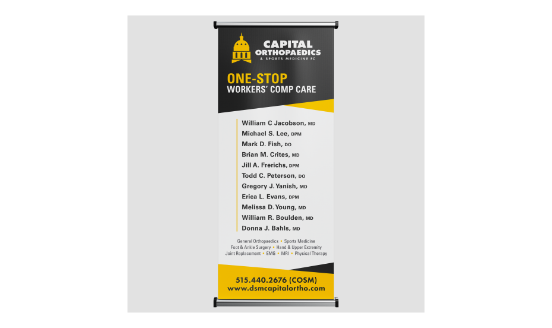 CAPITAL
ORTHOPAEDICS
& SPORTS MEDICINE PC
ONE-STOP
WORKERS' COMP CARE
William C Jacobson, MD
Michael S. Lee, DPM
Mark D. Fish, DO
Brian M. Crites, MD
Jill A. Frerichs, DPM
Todd C. Peterson, DO
Gregory J. Yanish, MD
Erica L. Evans, DPM
Melissa D. Young, MD
William R. Boulden, MD
Donna J. Bahls, MD
General Orthopaedics • Sports Medicine
Foot & Ankle Surgery • Hand & Upper Extremity
Joint Replacement • EMG • MRI • Physical Therapy
515.440.2676 (COSM)
www.dsmcapitalortho.com